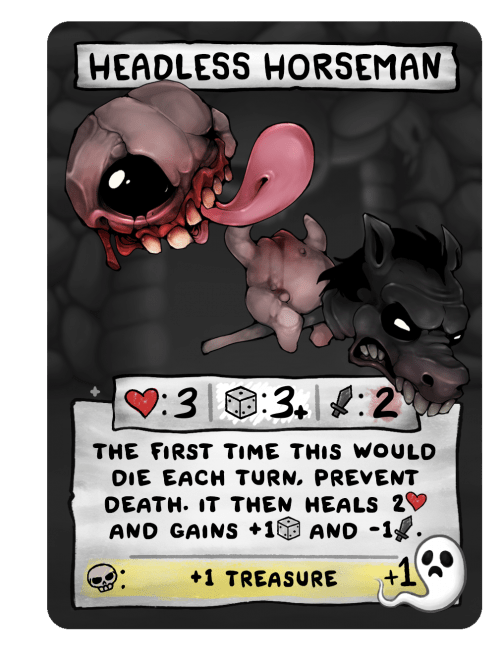 HEADLESS HORSEMAN
:3 :3+ :2
THE FIRST TIME THIS WOULD
DIE EACH TURN, PREVENT
DEATH. IT THEN HEALS 2
AND GAINS +1 AND -1.
: +1 TREASURE +1